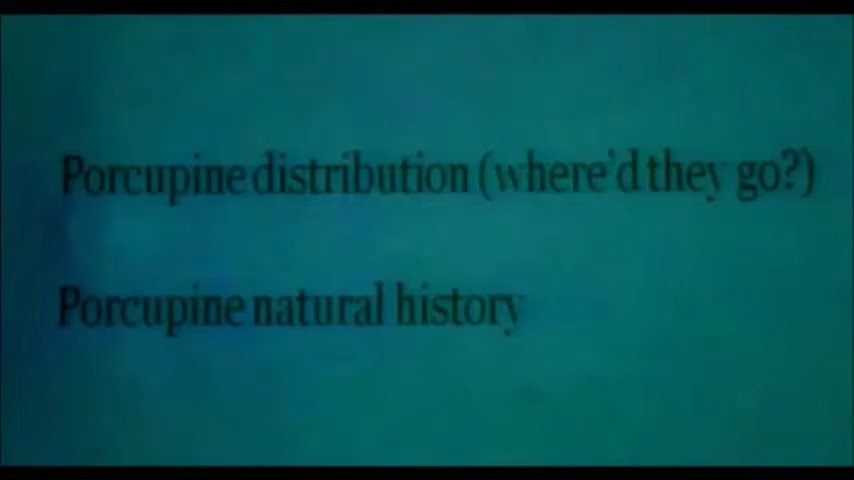 Porcupine distribution (where'd they go?)
Porcupine natural history